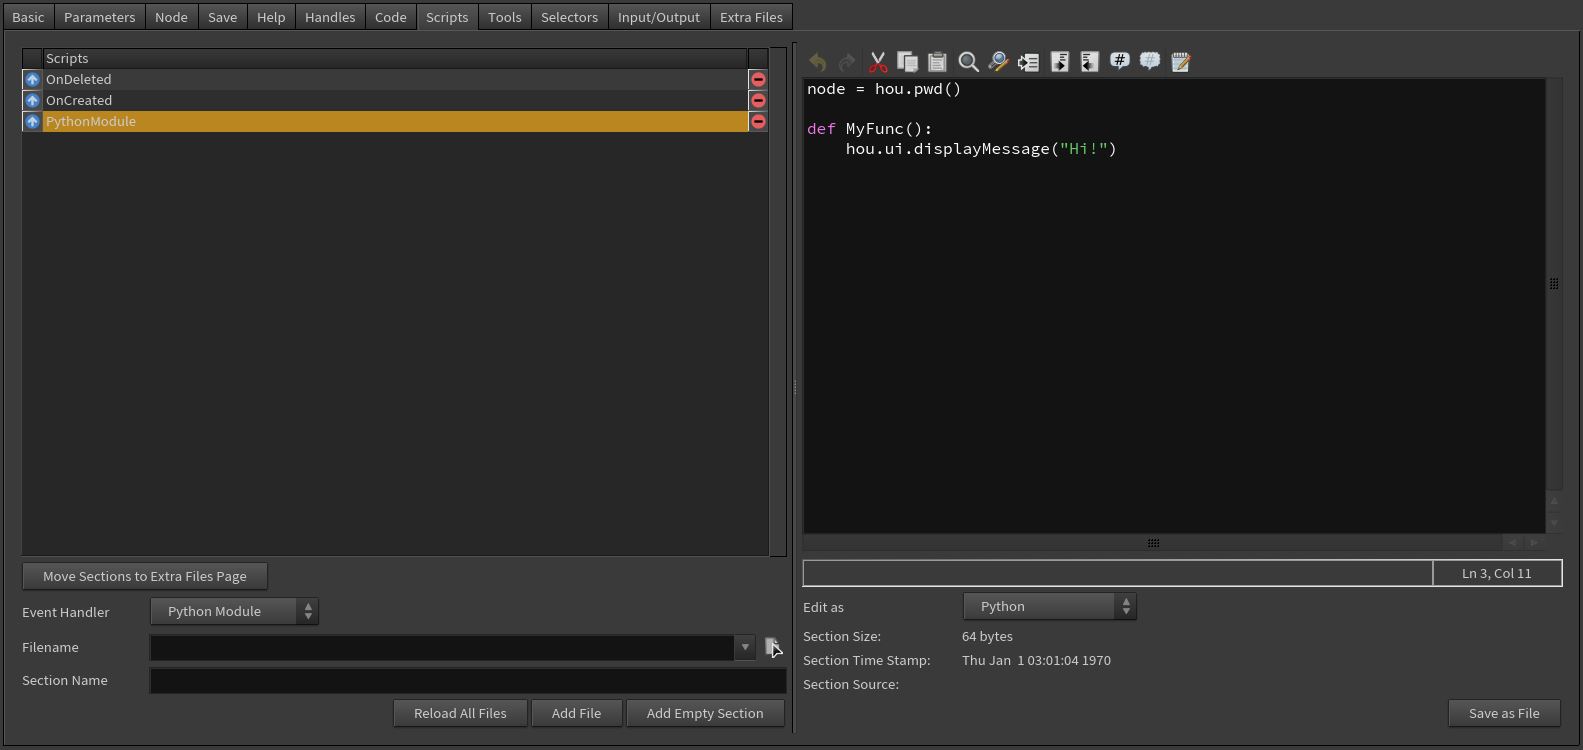 Basic Parameters Node Save Help Handles Code Scripts Tools Selectors Input/Output Extra Files
Scripts
OnDeleted
OnCreated
PythonModule
Move Sections to Extra Files Page
Event Handler Python Module
Filename
Section Name
Reload All Files Add File Add Empty Section
# #
node = hou.pwd()
def MyFunc():
    hou.ui.displayMessage("Hi!")
Ln 3, Col 11
Edit as Python
Section Size: 64 bytes
Section Time Stamp: Thu Jan  1 03:01:04 1970
Section Source:
Save as File